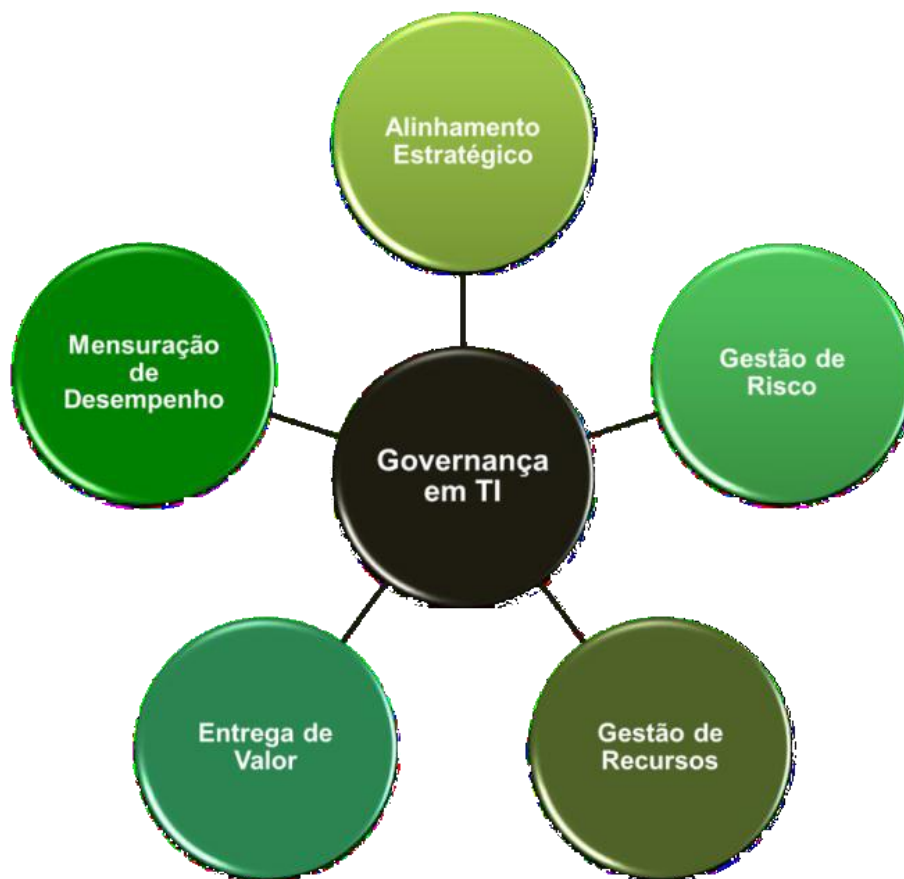 Alinhamento
Estratégico
Mensuração
de
Desempenho
Gestão de
Risco
Governança
em TI
Entrega de
Valor
Gestão de
Recursos